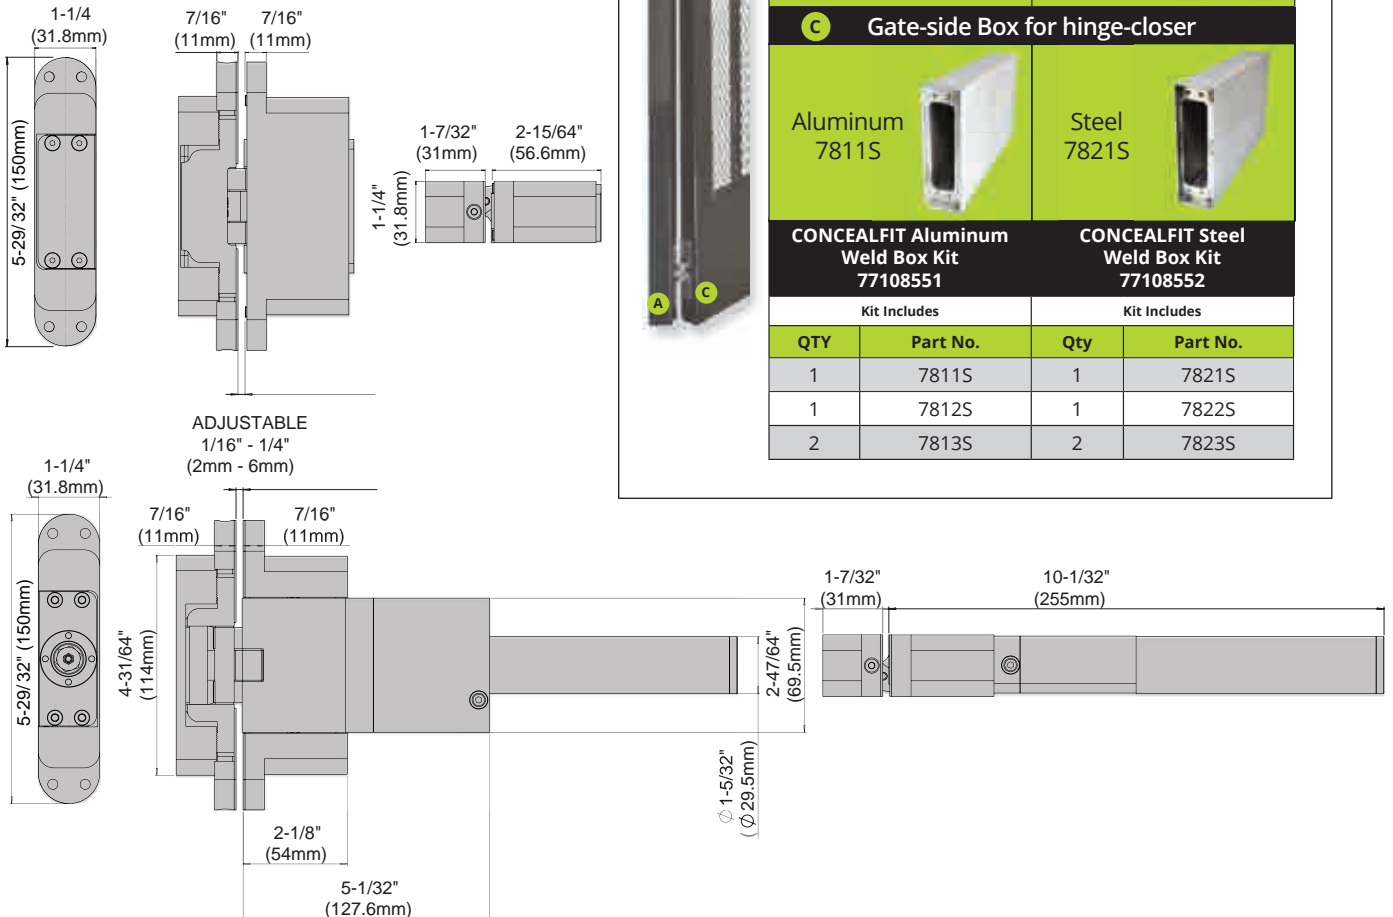 1-1/4
(31.8mm)
7/16"
(11mm)
7/16"
(11mm)
5-29/32" (150mm)
1-7/32"
(31mm)
2-15/64"
(56.6mm)
1-1/4"
(31.8mm)
ADJUSTABLE
1/16" - 1/4"
(2mm - 6mm)
C Gate-side Box for hinge-closer
Aluminum
7811S
Steel
7821S
A
C
CONCEALFIT Aluminum
Weld Box Kit
77108551
CONCEALFIT Steel
Weld Box Kit
77108552
Kit Includes
Kit Includes
QTY Part No. Qty Part No.
1 7811S 1 7821S
1 7812S 1 7822S
2 7813S 2 7823S
1-1/4"
(31.8mm)
7/16"
(11mm)
7/16"
(11mm)
5-29/32" (150mm)
4-31/64"
(114mm)
2-1/8"
(54mm)
5-1/32"
(127.6mm)
∅ 1-5/32"
(∅ 29.5mm)
2-47/64"
(69.5mm)
1-7/32"
(31mm)
10-1/32"
(255mm)